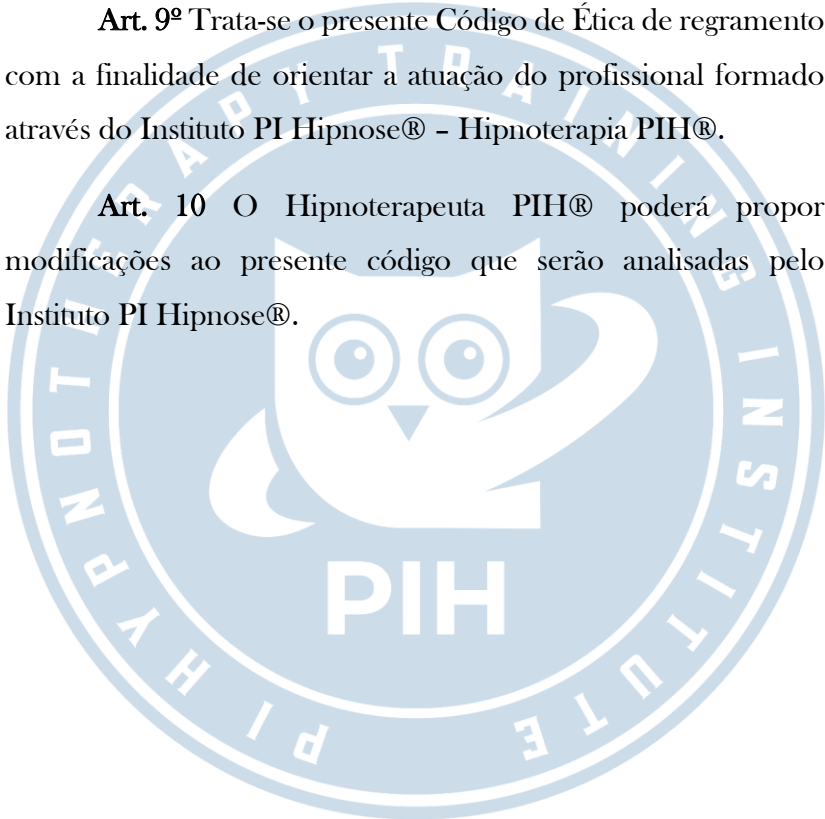 Art. 9º Trata-se o presente Código de Ética de regramento
com a finalidade de orientar a atuação do profissional formado
através do Instituto PI Hipnose® – Hipnoterapia PIH®.
Art. 10 O Hipnoterapeuta PIH® poderá propor
modificações ao presente código que serão analisadas pelo
Instituto PI Hipnose®.
PI HYPNOTHERAPY TRAINING INSTITUTE
PIH